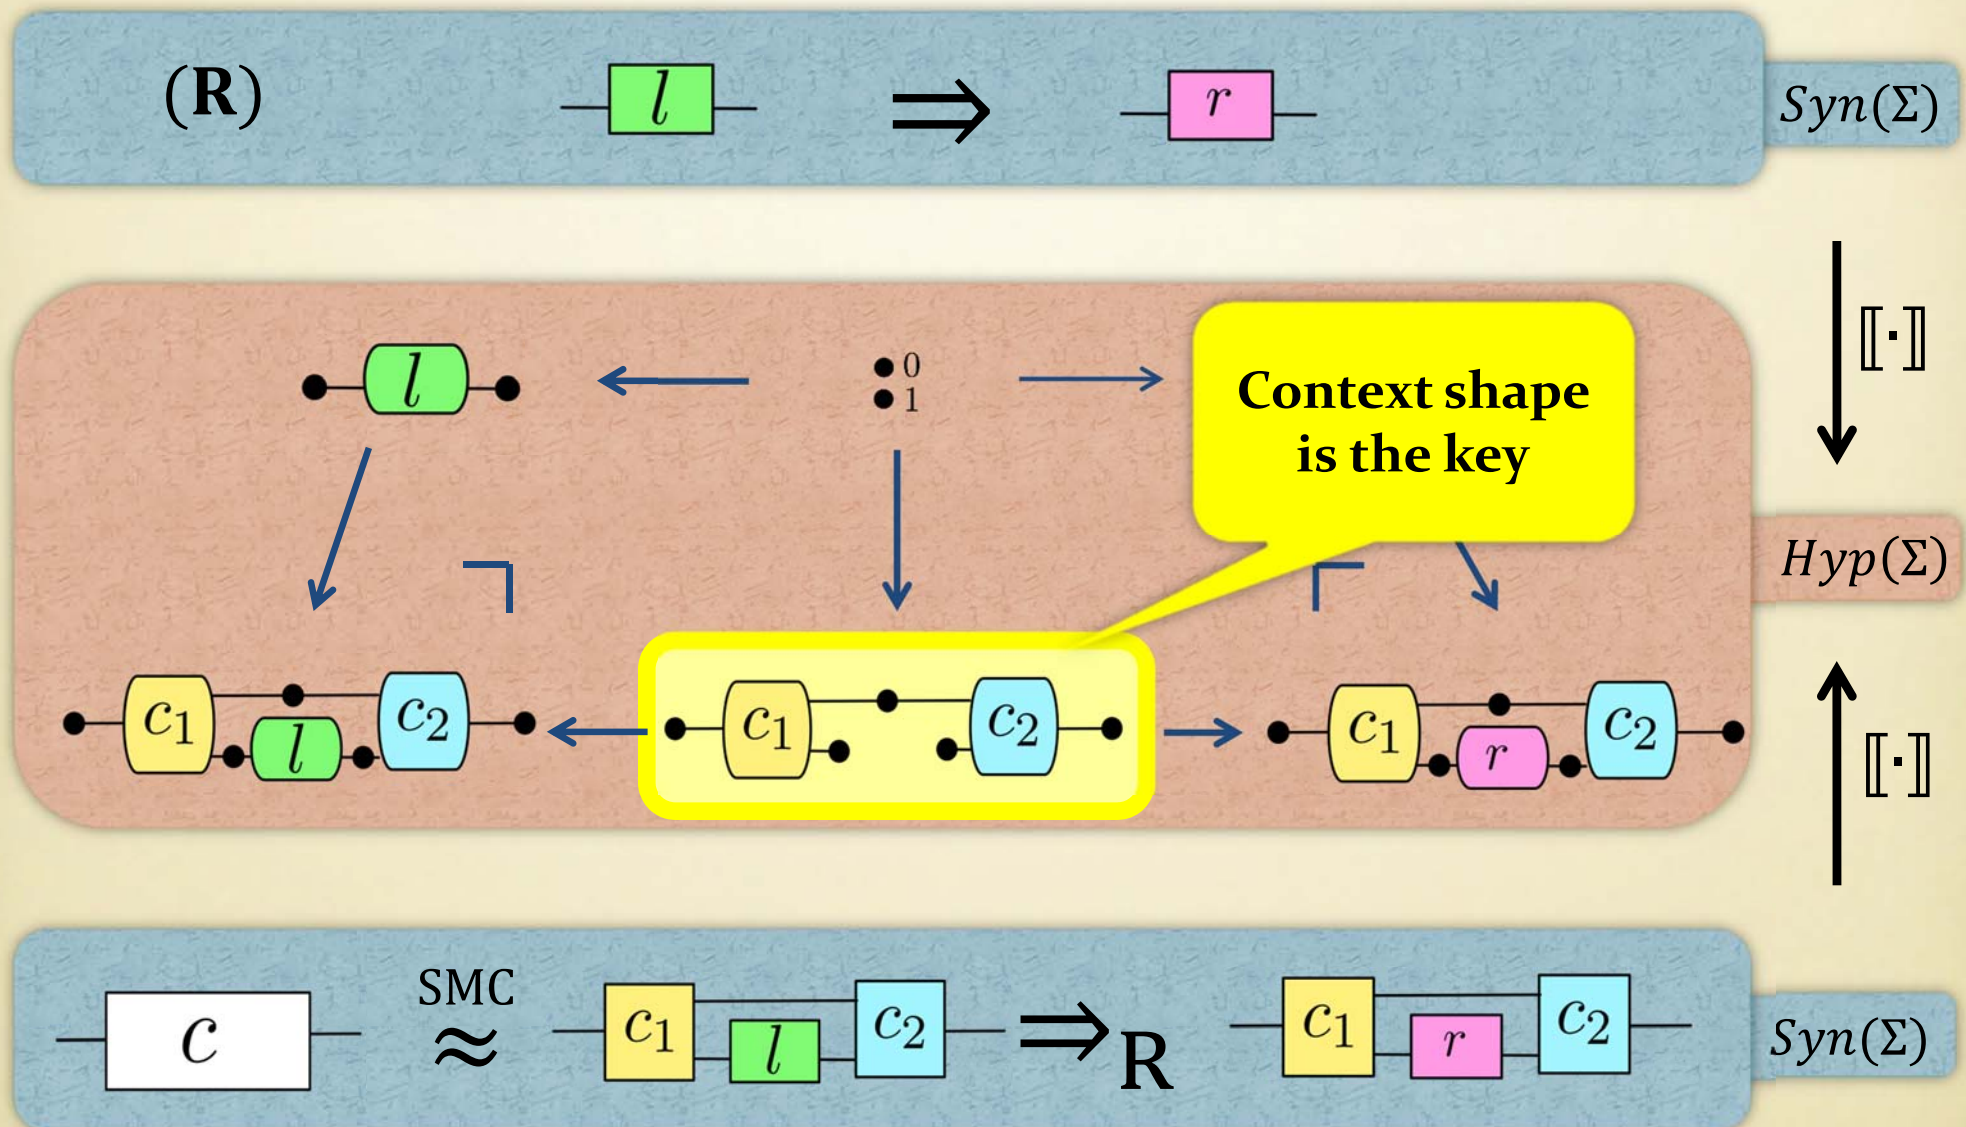 (R) l ⇒ r Syn(Σ)
⟦·⟧
l 0
1
Context shape
is the key
Hyp(Σ)
c₁ l c₂ c₁ c₂ c₁ r c₂
⟦·⟧
SMC
c ≈ c₁ l c₂ ⇒R c₁ r c₂ Syn(Σ)